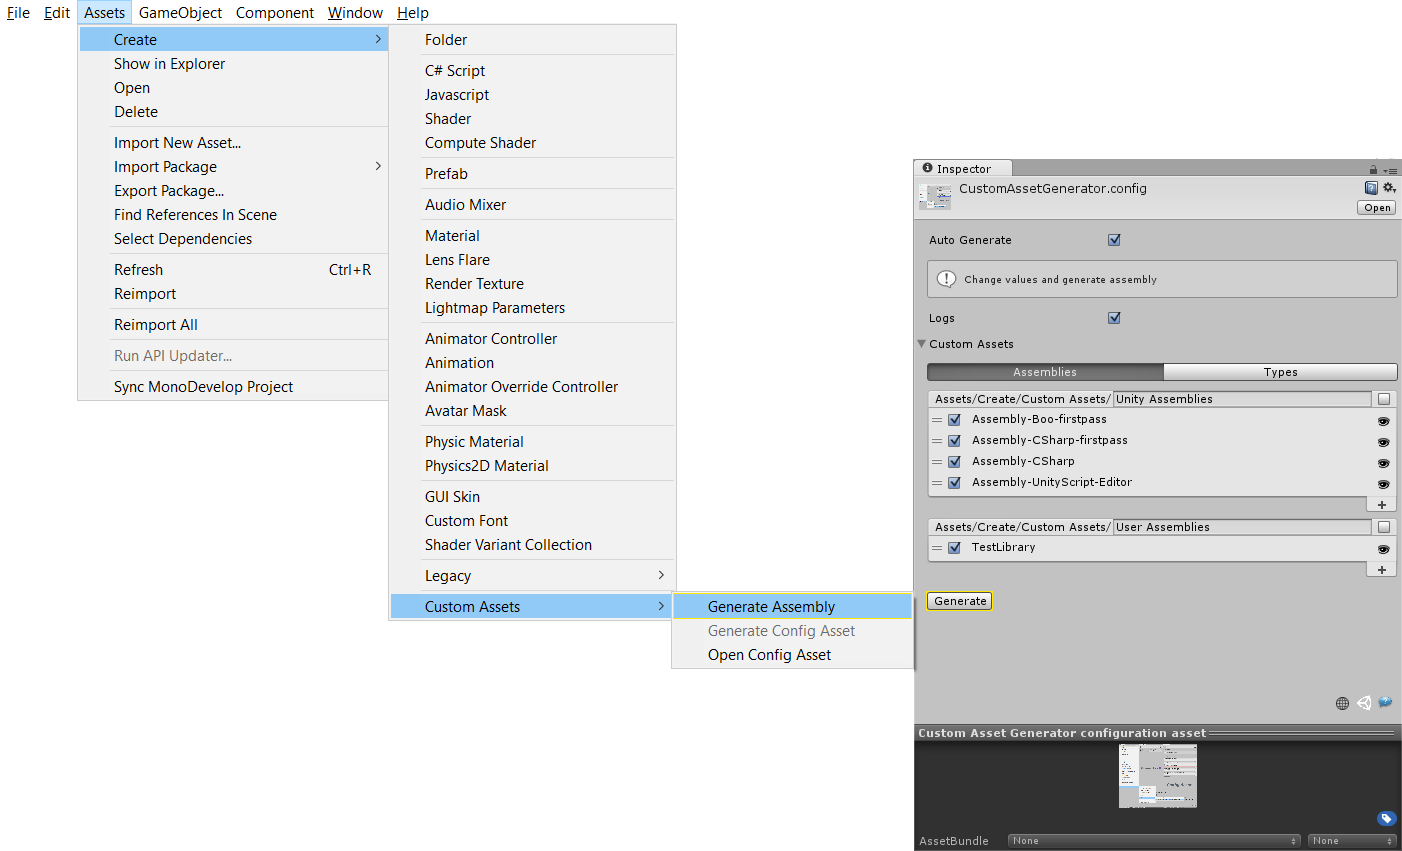 File Edit Assets GameObject Component Window Help
Create
Show in Explorer
Open
Delete
Import New Asset...
Import Package
Export Package...
Find References In Scene
Select Dependencies
Refresh Ctrl+R
Reimport
Reimport All
Run API Updater...
Sync MonoDevelop Project
Folder
C# Script
Javascript
Shader
Compute Shader
Prefab
Audio Mixer
Material
Lens Flare
Render Texture
Lightmap Parameters
Animator Controller
Animation
Animator Override Controller
Avatar Mask
Physic Material
Physics2D Material
GUI Skin
Custom Font
Shader Variant Collection
Legacy
Custom Assets
Generate Assembly
Generate Config Asset
Open Config Asset
Inspector
CustomAssetGenerator.config
Open
Auto Generate
Change values and generate assembly
Logs
Custom Assets
Assemblies Types
Assets/Create/Custom Assets/ Unity Assemblies
Assembly-Boo-firstpass
Assembly-CSharp-firstpass
Assembly-CSharp
Assembly-UnityScript-Editor
Assets/Create/Custom Assets/ User Assemblies
TestLibrary
Generate
Custom Asset Generator configuration asset
AssetBundle None None